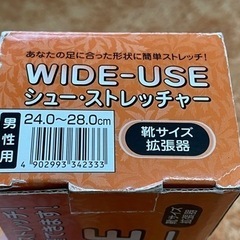 あなたの足に合った形状に簡単ストレッチ!
WIDE-USE
シュー・ストレッチャー
男性用
24.0〜28.0cm
4 902993 342333
靴サイズ
拡張器